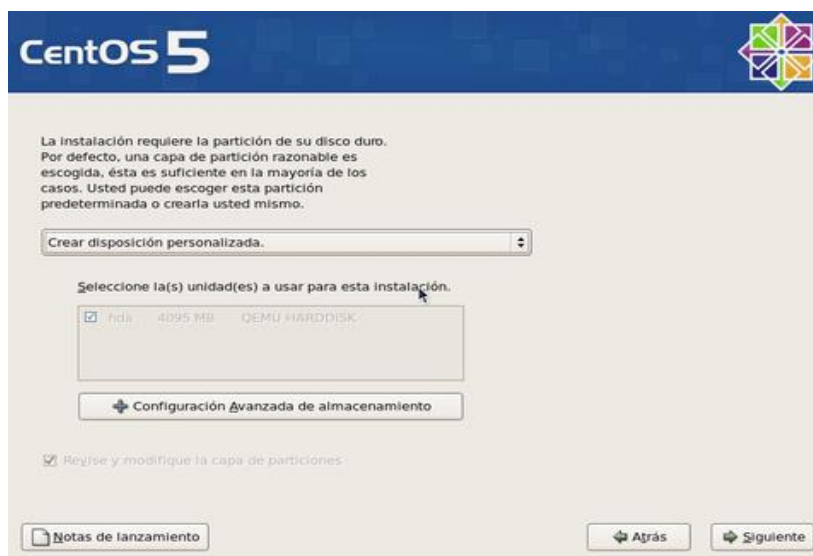 CentOS 5
La instalación requiere la partición de su disco duro.
Por defecto, una capa de partición razonable es
escogida, ésta es suficiente en la mayoría de los
casos. Usted puede escoger esta partición
predeterminada o crearla usted mismo.
Crear disposición personalizada.
Seleccione la(s) unidad(es) a usar para esta instalación.
hda 4095 MB QEMU HARDDISK
Configuración Avanzada de almacenamiento
Revise y modifique la capa de particiones
Notas de lanzamiento
Atrás
Siguiente